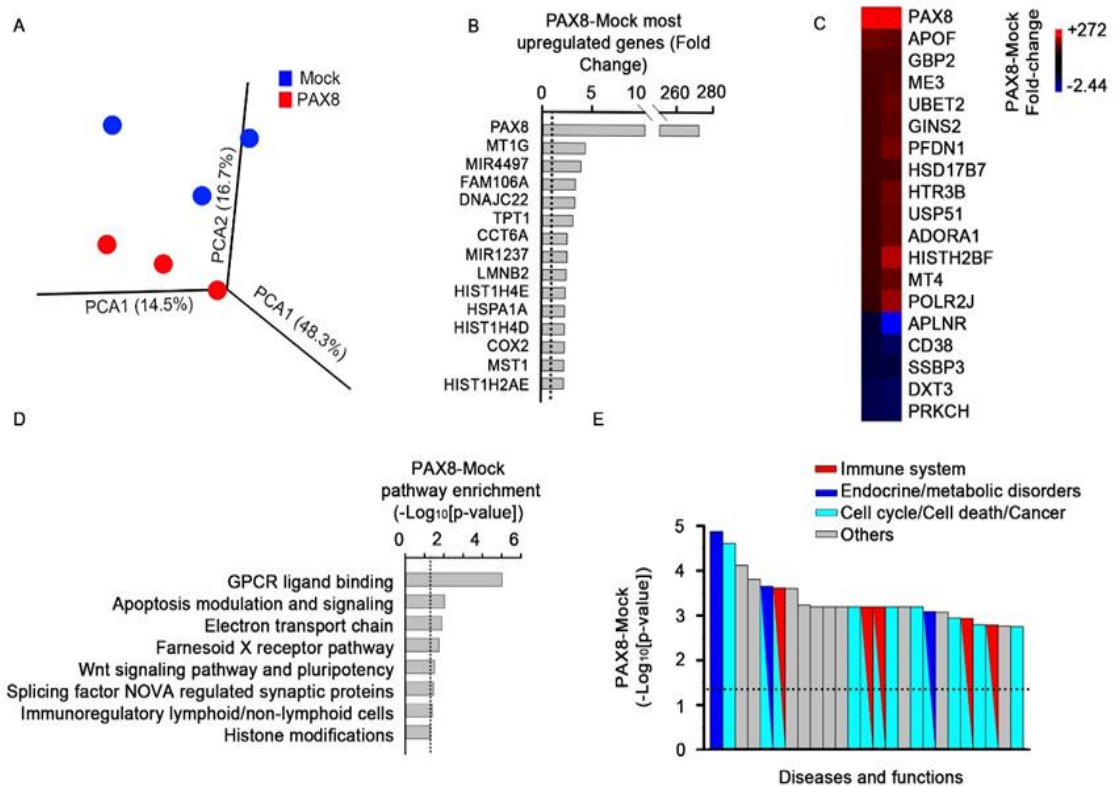 A
Mock
PAX8
PCA2 (16.7%)
PCA1 (14.5%)
PCA1 (48.3%)
B
PAX8-Mock most
upregulated genes (Fold
Change)
0 5 10 260 280
PAX8
MT1G
MIR4497
FAM106A
DNAJC22
TPT1
CCT6A
MIR1237
LMNB2
HIST1H4E
HSPA1A
HIST1H4D
COX2
MST1
HIST1H2AE
C
PAX8
APOF
GBP2
ME3
UBET2
GINS2
PFDN1
HSD17B7
HTR3B
USP51
ADORA1
HISTH2BF
MT4
POLR2J
APLNR
CD38
SSBP3
DXT3
PRKCH
PAX8-Mock
Fold-change
+272
-2.44
D
PAX8-Mock
pathway enrichment
(-Log10[p-value])
0 2 4 6
GPCR ligand binding
Apoptosis modulation and signaling
Electron transport chain
Farnesoid X receptor pathway
Wnt signaling pathway and pluripotency
Splicing factor NOVA regulated synaptic proteins
Immunoregulatory lymphoid/non-lymphoid cells
Histone modifications
E
Immune system
Endocrine/metabolic disorders
Cell cycle/Cell death/Cancer
Others
PAX8-Mock
(-Log10[p-value])
5
4
3
2
1
0
Diseases and functions